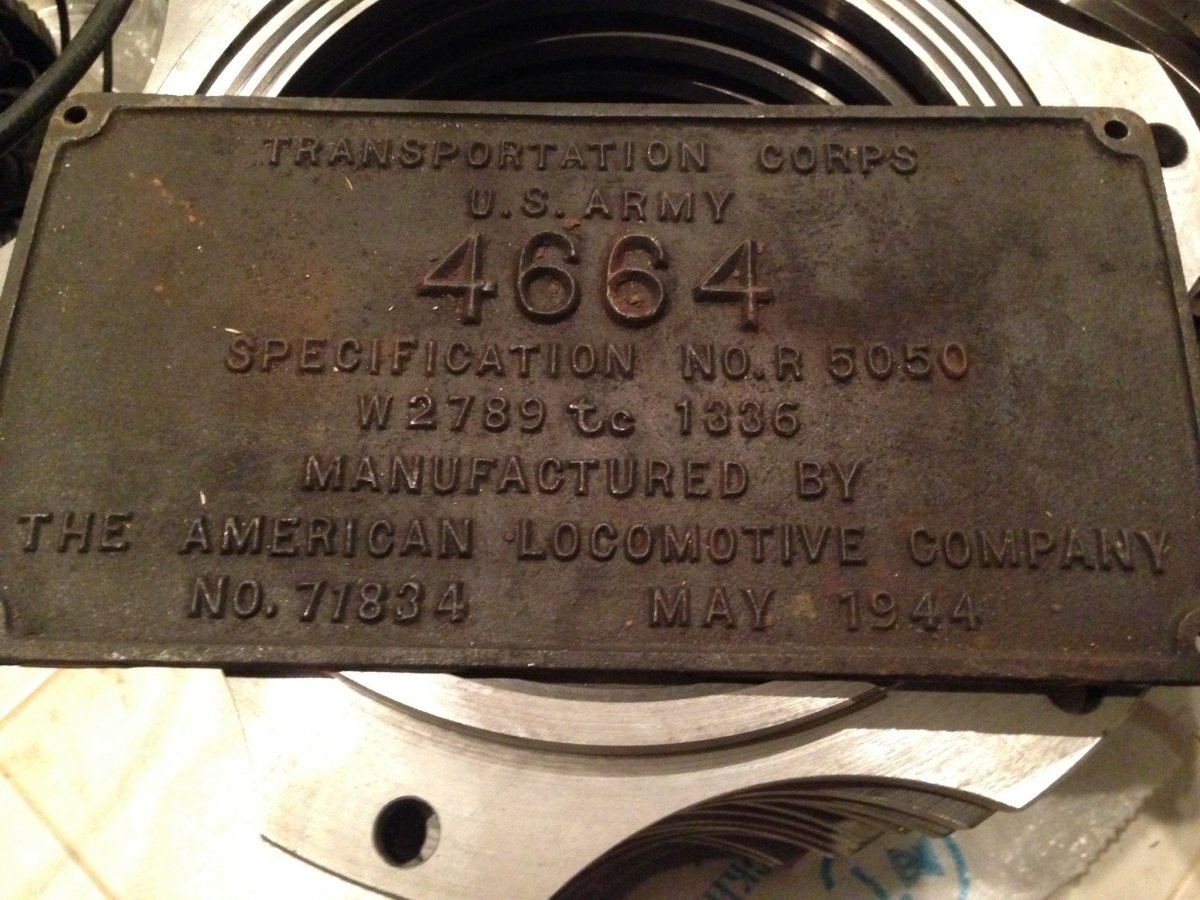 TRANSPORTATION CORPS
U.S. ARMY
4664
SPECIFICATION NO. R 5050
W 2789 tc 1336
MANUFACTURED BY
THE AMERICAN LOCOMOTIVE COMPANY
NO. 71834 MAY 1944